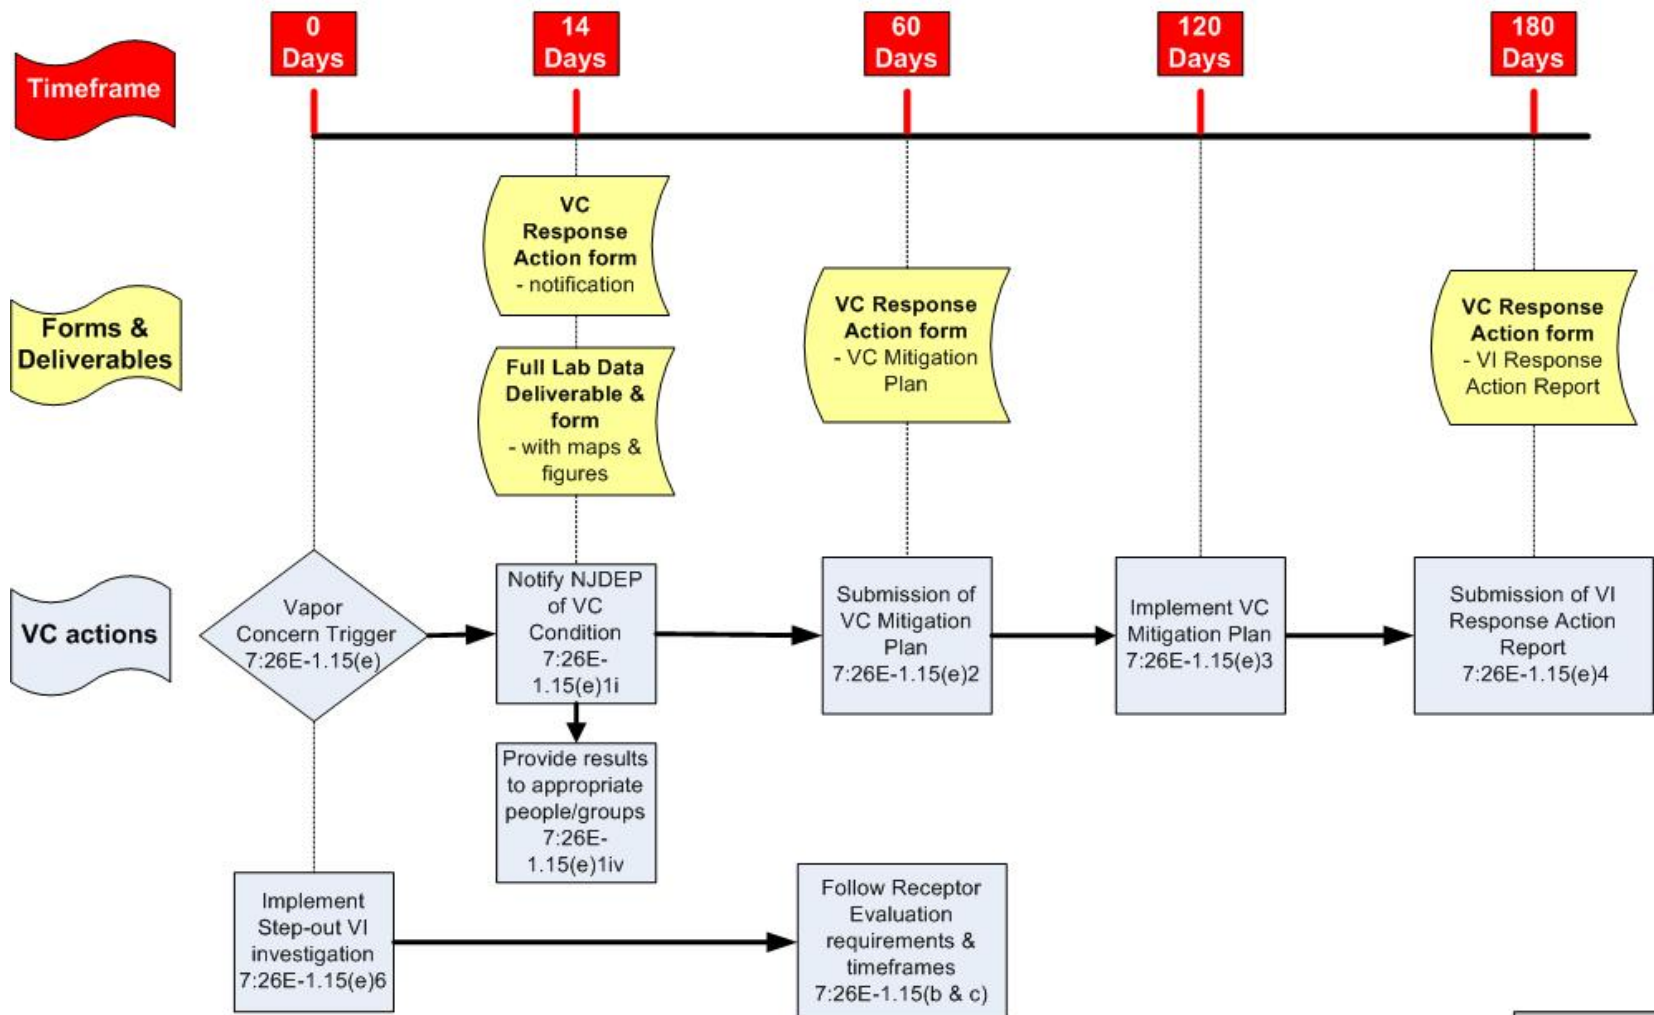 Timeframe
0
Days
14
Days
60
Days
120
Days
180
Days
Forms &
Deliverables
VC
Response
Action form
- notification
Full Lab Data
Deliverable &
form
- with maps &
figures
VC Response
Action form
- VC Mitigation
Plan
VC Response
Action form
- VI Response
Action Report
VC actions
Vapor
Concern Trigger
7:26E-1.15(e)
Notify NJDEP
of VC
Condition
7:26E-
1.15(e)1i
Submission of
VC Mitigation
Plan
7:26E-1.15(e)2
Implement VC
Mitigation Plan
7:26E-1.15(e)3
Submission of VI
Response Action
Report
7:26E-1.15(e)4
Provide results
to appropriate
people/groups
7:26E-
1.15(e)1iv
Implement
Step-out VI
investigation
7:26E-1.15(e)6
Follow Receptor
Evaluation
requirements &
timeframes
7:26E-1.15(b & c)